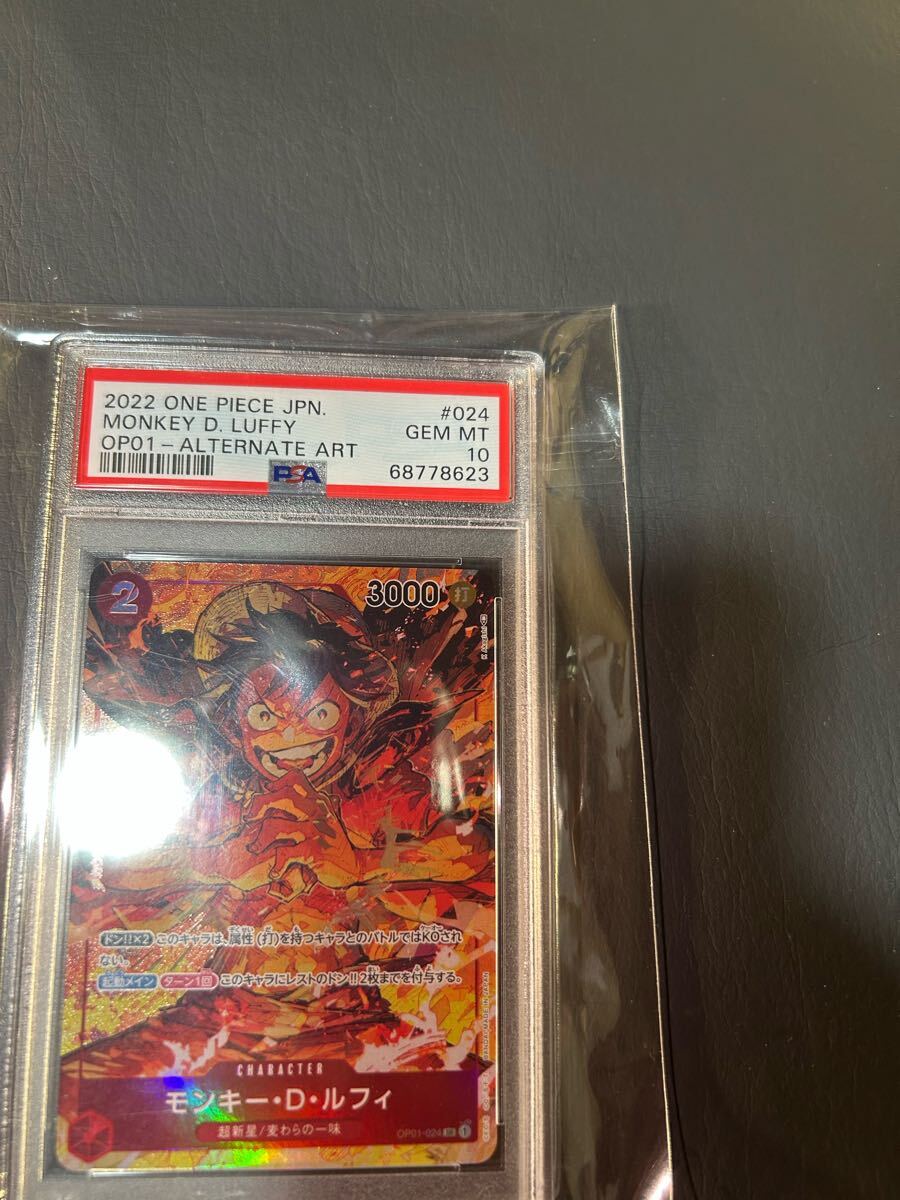 2022 ONE PIECE JPN.
MONKEY D. LUFFY
OP01-ALTERNATE ART
#024
GEM MT
10
68778623
PSA
2
3000 打
ドン!!×2 このキャラは、属性(打)を持つキャラとのバトルではKOされ
ない。
起動メイン ターン1回 このキャラにレストのドン!!2枚までを付与する。
CHARACTER
モンキー・D・ルフィ
超新星/麦わらの一味
OP01-024 SR 1